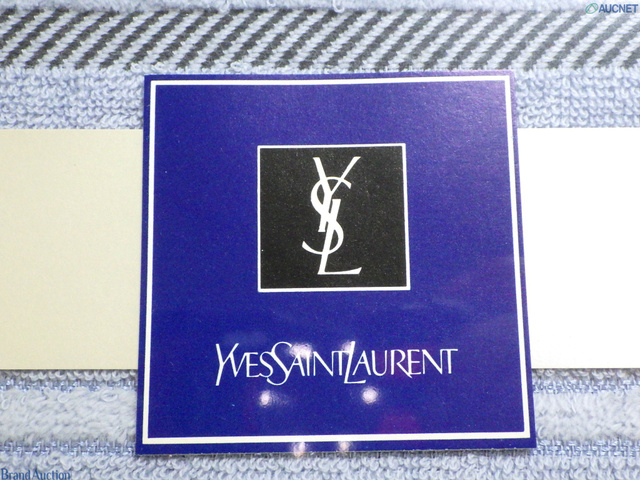 AUCNET
YSL
YVESSAINTLAURENT
BrandAuction